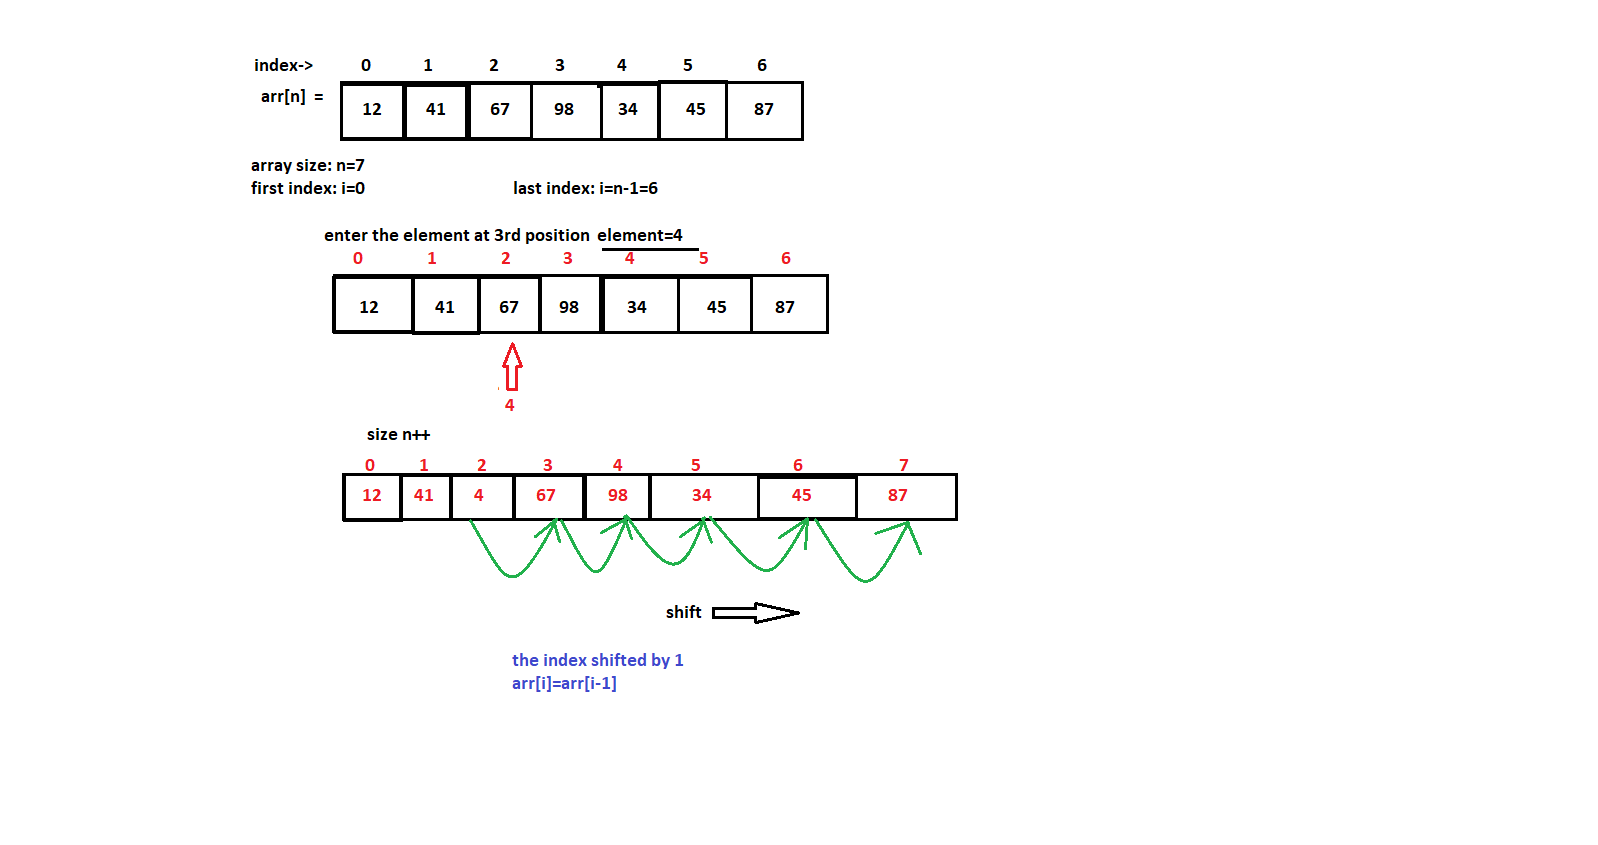 index-> 0 1 2 3 4 5 6
arr[n] = 12 41 67 98 34 45 87
array size: n=7
first index: i=0 last index: i=n-1=6
enter the element at 3rd position element=4
0 1 2 3 4 5 6
12 41 67 98 34 45 87
4
size n++
0 1 2 3 4 5 6 7
12 41 4 67 98 34 45 87
shift
the index shifted by 1
arr[i]=arr[i-1]